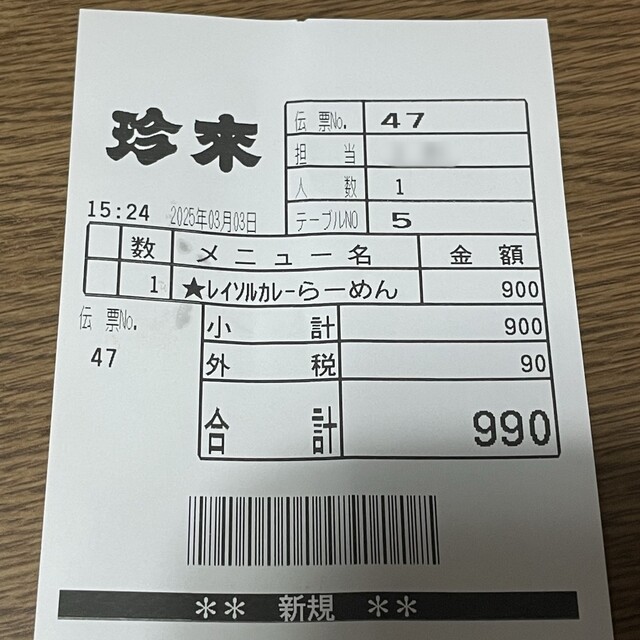 珍来
伝票No. 47
担当
人数 1
15:24 2025年03月03日 テーブルNO 5
数 メニュー名 金額
1 ★レイソルカレーらーめん 900
伝票No. 小計 900
47 外税 90
合計 990
** 新規 **